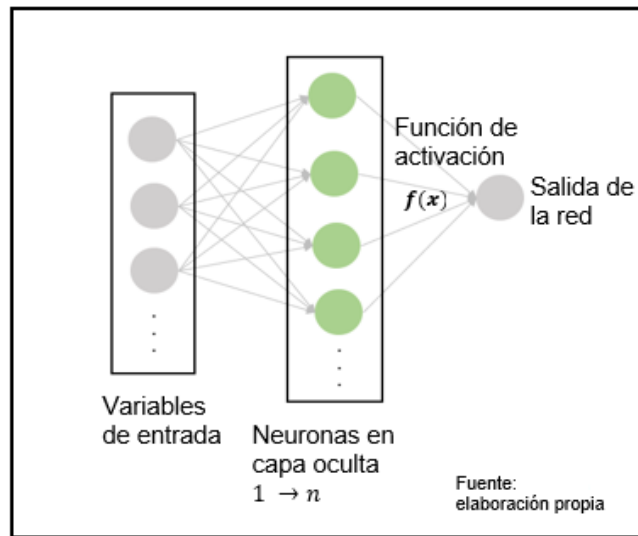 Función de
activación
f(x)
Salida de
la red
Variables
de entrada
Neuronas en
capa oculta
1 → n
Fuente:
elaboración propia